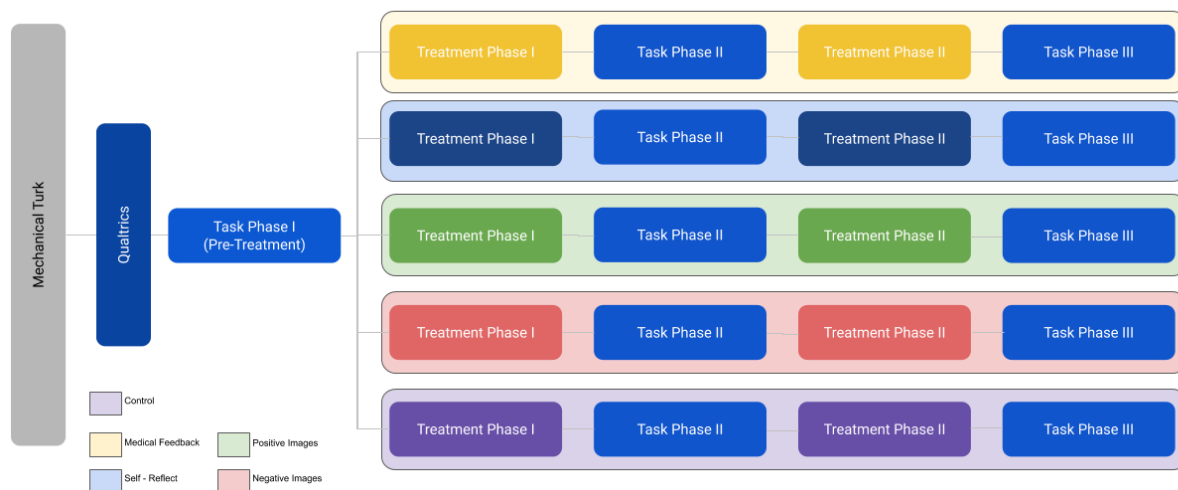 Mechanical Turk
Qualtrics
Task Phase I
(Pre-Treatment)
Treatment Phase I
Task Phase II
Treatment Phase II
Task Phase III
Treatment Phase I
Task Phase II
Treatment Phase II
Task Phase III
Treatment Phase I
Task Phase II
Treatment Phase II
Task Phase III
Treatment Phase I
Task Phase II
Treatment Phase II
Task Phase III
Treatment Phase I
Task Phase II
Treatment Phase II
Task Phase III
Control
Medical Feedback
Positive Images
Self - Reflect
Negative Images